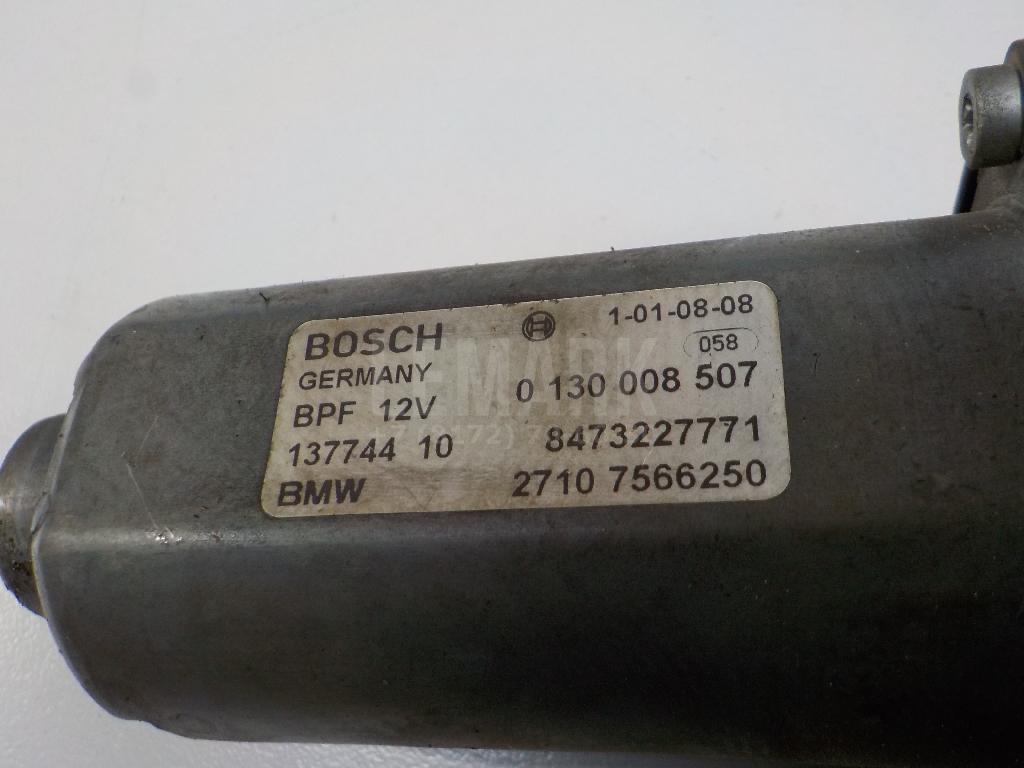 BOSCH 1-01-08-08
GERMANY 058
BPF 12V 0 130 008 507
137744 10 8473227771
BMW 2710 7566250